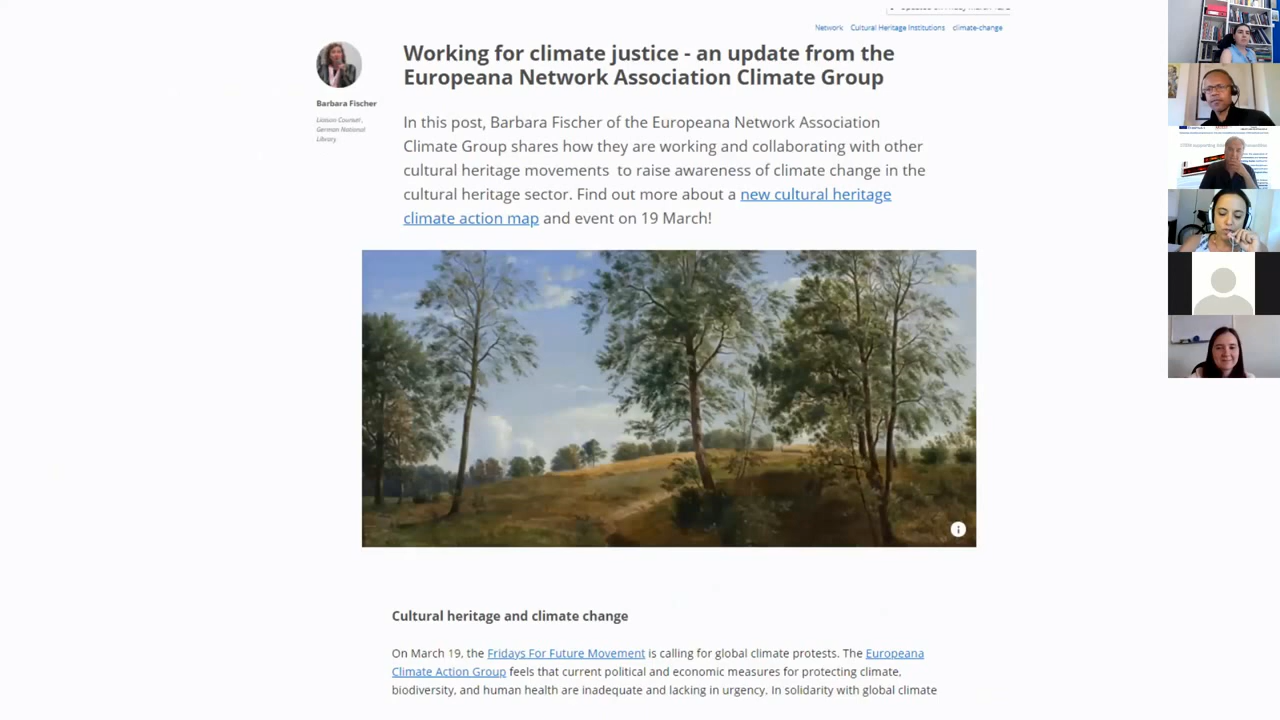 Network Cultural Heritage Institutions climate-change
Working for climate justice - an update from the
Europeana Network Association Climate Group
Barbara Fischer
Liaison Counsel,
German National
Library.
In this post, Barbara Fischer of the Europeana Network Association
Climate Group shares how they are working and collaborating with other
cultural heritage movements to raise awareness of climate change in the
cultural heritage sector. Find out more about a new cultural heritage
climate action map and event on 19 March!
Cultural heritage and climate change
On March 19, the Fridays For Future Movement is calling for global climate protests. The Europeana
Climate Action Group feels that current political and economic measures for protecting climate,
biodiversity, and human health are inadequate and lacking in urgency. In solidarity with global climate